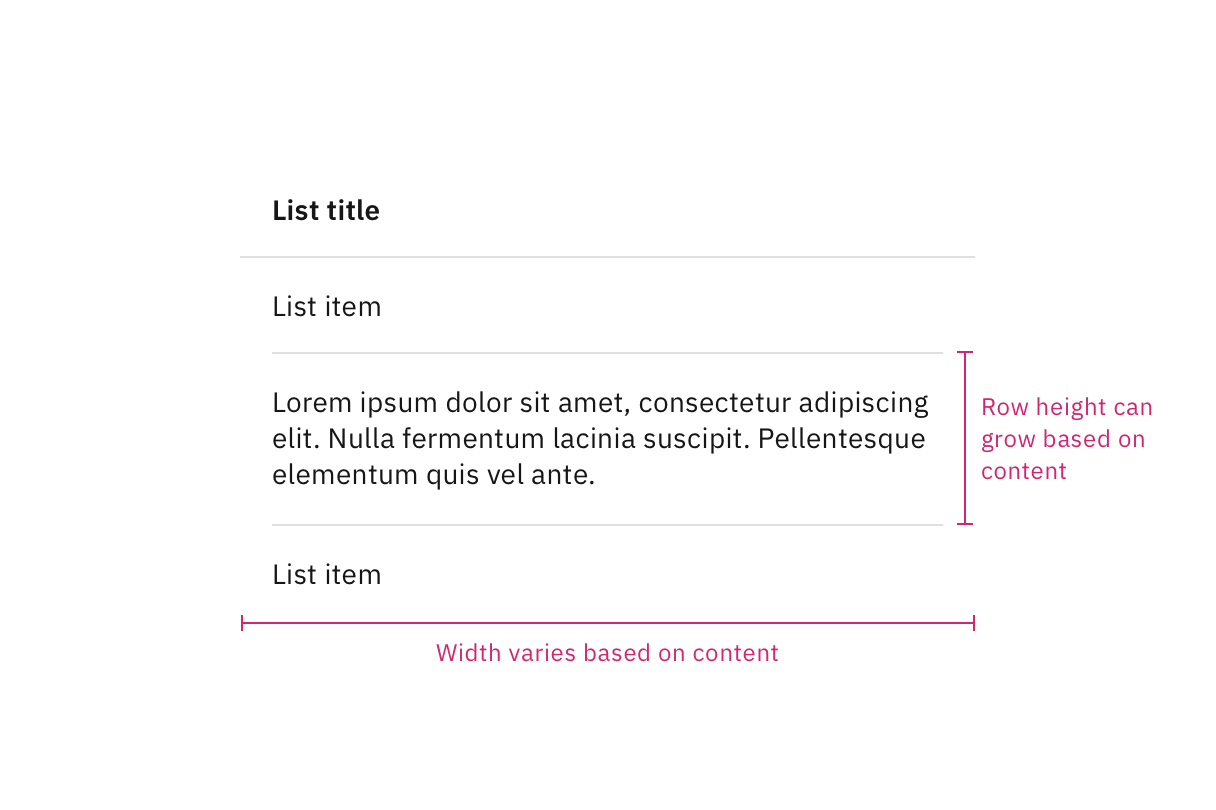 List title
List item
Lorem ipsum dolor sit amet, consectetur adipiscing
elit. Nulla fermentum lacinia suscipit. Pellentesque
elementum quis vel ante.
Row height can
grow based on
content
List item
Width varies based on content